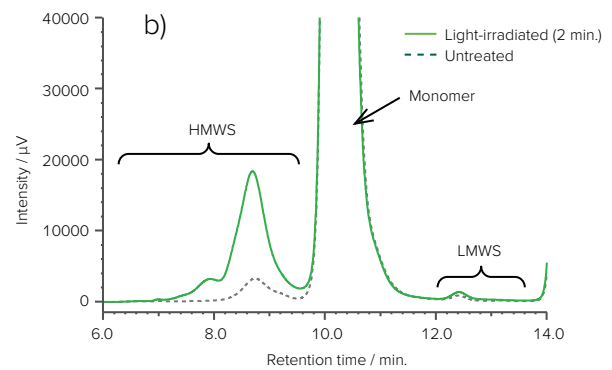 b)
Light-irradiated (2 min.)
Untreated
Monomer
HMWS
LMWS
Intensity / µV
40000
30000
20000
10000
0
6.0 8.0 10.0 12.0 14.0
Retention time / min.